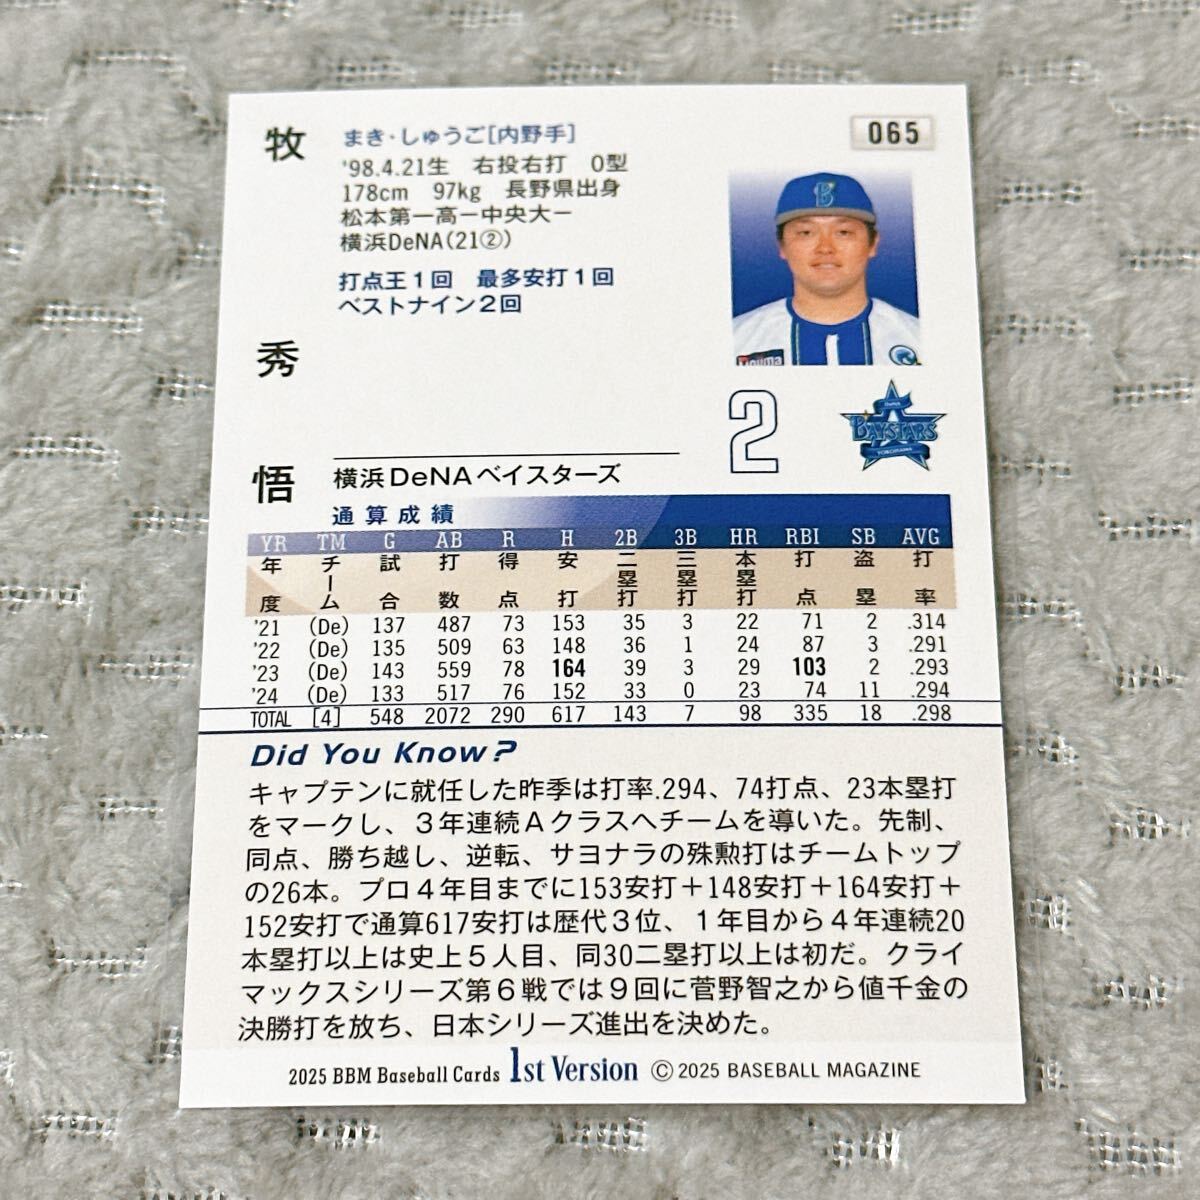 牧 秀 悟
まき・しゅうご[内野手]
'98.4.21生 右投右打 O型
178cm 97kg 長野県出身
松本第一高ー中央大ー
横浜DeNA(21②)
打点王1回 最多安打1回
ベストナイン2回
065
B
2
BAYSTARS
YOKOHAMA
横浜DeNAベイスターズ
通算成績
YR TM G AB R H 2B 3B HR RBI SB AVG
年度 チーム 試合 打数 得点 安打 二塁打 三塁打 本塁打 打点 盗塁 打率
'21 (De) 137 487 73 153 35 3 22 71 2 .314
'22 (De) 135 509 63 148 36 1 24 87 3 .291
'23 (De) 143 559 78 164 39 3 29 103 2 .293
'24 (De) 133 517 76 152 33 0 23 74 11 .294
TOTAL [4] 548 2072 290 617 143 7 98 335 18 .298
Did You Know?
キャプテンに就任した昨季は打率.294、74打点、23本塁打
をマークし、3年連続Aクラスへチームを導いた。先制、
同点、勝ち越し、逆転、サヨナラの殊勲打はチームトップ
の26本。プロ4年目までに153安打+148安打+164安打+
152安打で通算617安打は歴代3位、1年目から4年連続20
本塁打以上は史上5人目、同30二塁打以上は初だ。クライ
マックスシリーズ第6戦では9回に菅野智之から値千金の
決勝打を放ち、日本シリーズ進出を決めた。
2025 BBM Baseball Cards 1st Version © 2025 BASEBALL MAGAZINE